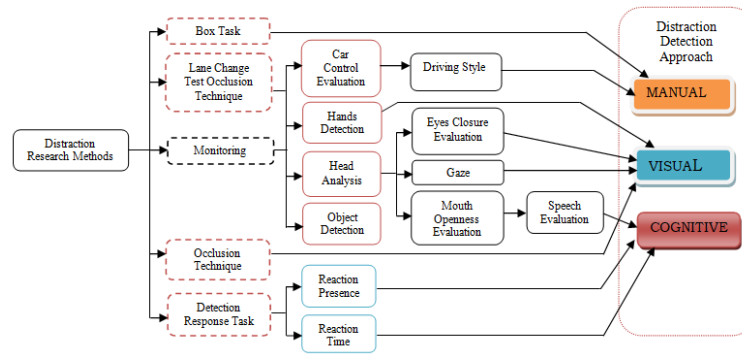 Distraction
Research Methods
Box Task
Lane Change
Test Occlusion
Technique
Monitoring
Occlusion
Technique
Detection
Response Task
Car
Control
Evaluation
Hands
Detection
Head
Analysis
Object
Detection
Reaction
Presence
Reaction
Time
Driving Style
Eyes Closure
Evaluation
Gaze
Mouth
Openness
Evaluation
Speech
Evaluation
Distraction
Detection
Approach
MANUAL
VISUAL
COGNITIVE